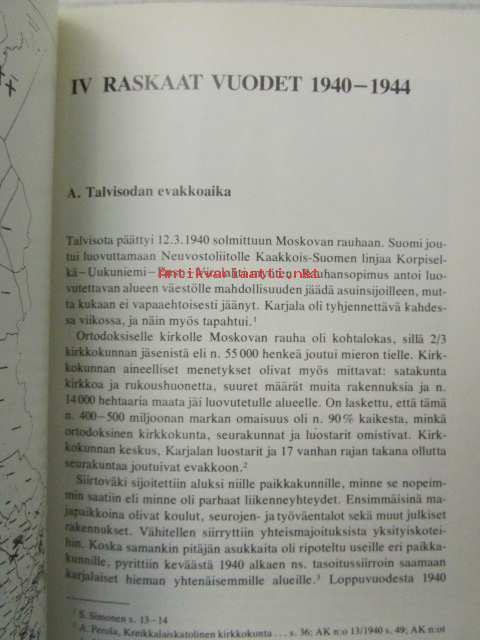 IV RASKAAT VUODET 1940–1944
A. Talvisodan evakkoaika
Talvisota päättyi 12.3.1940 solmittuun Moskovan rauhaan. Suomi jou-
tui luovuttamaan Neuvostoliitolle Kaakkois-Suomen linjaa Korpisel-
kä–Uukuniemi– Virolahti myöten. Rauhansopimus antoi luo-
Antikvahakuavertinka
vutettavan alueen väestölle mahdollisuuden jäädä asuinsijoilleen, mut-
ta kukaan ei vapaaehtoisesti jäänyt. Karjala oli tyhjennettävä kahdes-
sa viikossa, ja näin myös tapahtui.¹
Ortodoksiselle kirkolle Moskovan rauha oli kohtalokas, sillä 2/3
kirkkokunnan jäsenistä eli n. 55 000 henkeä joutui mieron tielle. Kirk-
kokunnan aineelliset menetykset olivat myös mittavat: satakunta
kirkkoa ja rukoushuonetta, suuret määrät muita rakennuksia ja n.
14 000 hehtaaria maata jäi luovutetulle alueelle. On laskettu, että tämä
n. 400–500 miljoonan markan omaisuus oli n. 90 % kaikesta, minkä
ortodoksinen kirkkokunta, seurakunnat ja luostarit omistivat. Kirk-
kokunnan keskus, Karjalan luostarit ja 17 vanhan rajan takana ollutta
seurakuntaa joutuivat evakkoon.²
Siirtoväki sijoitettiin aluksi niille paikkakunnille, minne se nopeim-
min saatiin eli minne oli parhaat liikenneyhteydet. Ensimmäisinä ma-
japaikkoina olivat koulut, seurojen- ja työväentalot sekä muut julkiset
rakennukset. Vähitellen siirryttiin yhteismajoituksista yksityiskotei-
hin. Koska samankin pitäjän asukkaita oli ripoteltu useille eri paikka-
kunnille, pyrittiin keväästä 1940 alkaen ns. tasoitussiirroin saamaan
karjalaiset hieman yhtenäisemmille alueille.³ Loppuvuodesta 1940
¹ S. Simonen s. 13–14
² A. Perola, Kreikkalaiskatolinen kirkkokunta . . . s. 36; AK n:o 13/1940 s. 49; AK n:ot